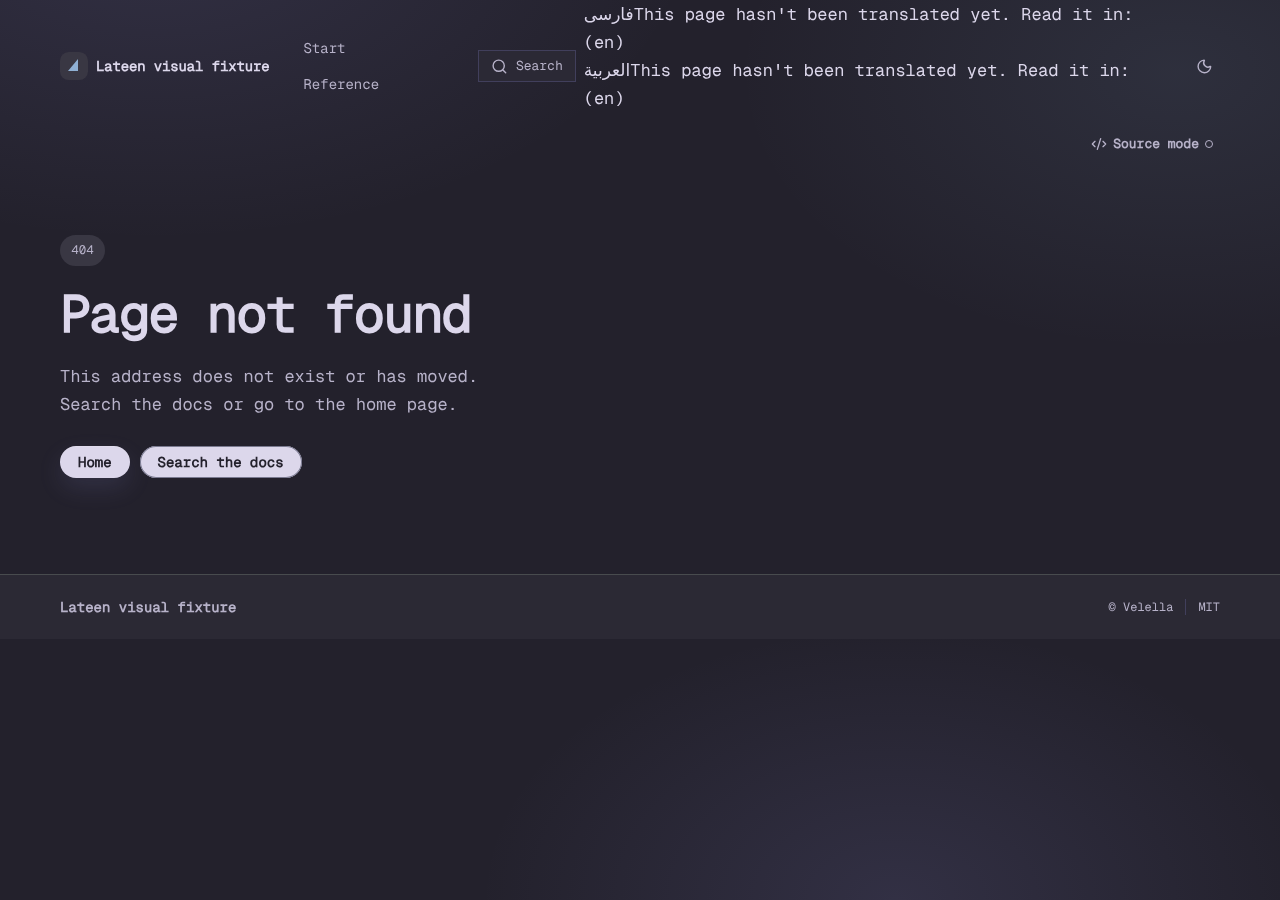 Lateen visual fixture
Start
Reference
Search
فارسیThis page hasn't been translated yet. Read it in:
(en)
العربيةThis page hasn't been translated yet. Read it in:
(en)
Source mode
404
Page not found
This address does not exist or has moved.
Search the docs or go to the home page.
Home
Search the docs
Lateen visual fixture
© Velella
MIT